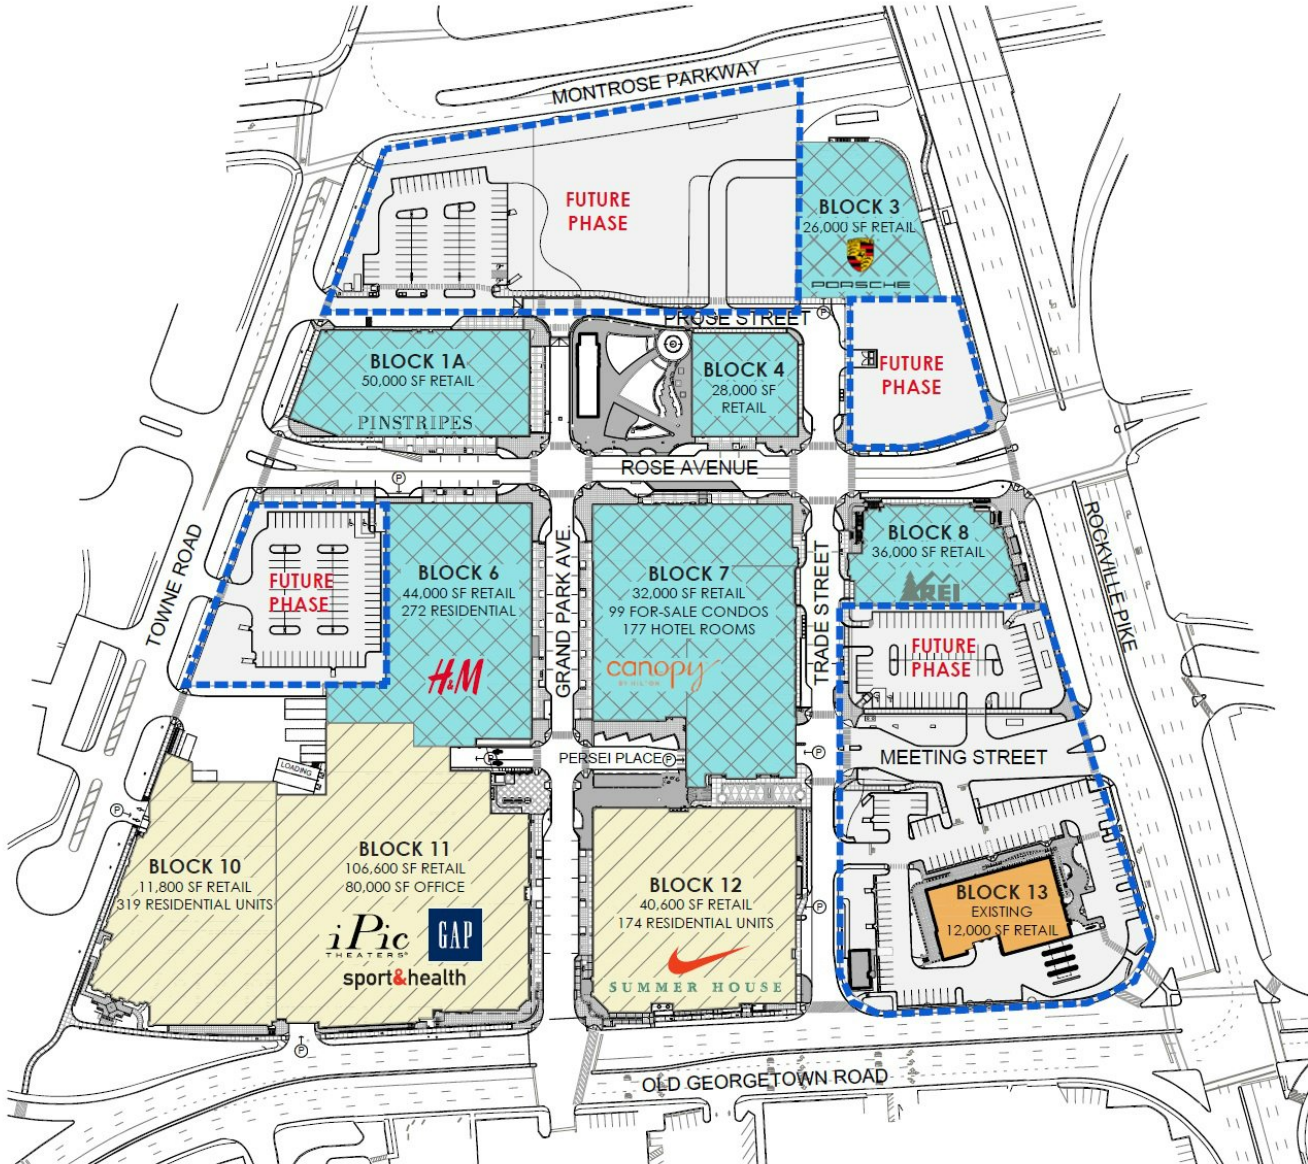 MONTROSE PARKWAY
FUTURE
PHASE
BLOCK 3
26,000 SF RETAIL
PORSCHE
PROSE STREET
P
BLOCK 1A
50,000 SF RETAIL
PINSTRIPES
BLOCK 4
28,000 SF
RETAIL
FUTURE
PHASE
ROSE AVENUE
P
TOWNE ROAD
FUTURE
PHASE
BLOCK 6
44,000 SF RETAIL
272 RESIDENTIAL
H&M
GRAND PARK AVE.
BLOCK 7
32,000 SF RETAIL
99 FOR-SALE CONDOS
177 HOTEL ROOMS
canopy
BY HILTON
TRADE STREET
BLOCK 8
36,000 SF RETAIL
REI
ROCKVILLE PIKE
FUTURE
PHASE
P
PERSEI PLACE
P
P
MEETING STREET
LOADING
P
BLOCK 10
11,800 SF RETAIL
319 RESIDENTIAL UNITS
BLOCK 11
106,600 SF RETAIL
80,000 SF OFFICE
iPic
THEATERS
GAP
sport&health
BLOCK 12
40,600 SF RETAIL
174 RESIDENTIAL UNITS
SUMMER HOUSE
P
BLOCK 13
EXISTING
12,000 SF RETAIL
P
OLD GEORGETOWN ROAD